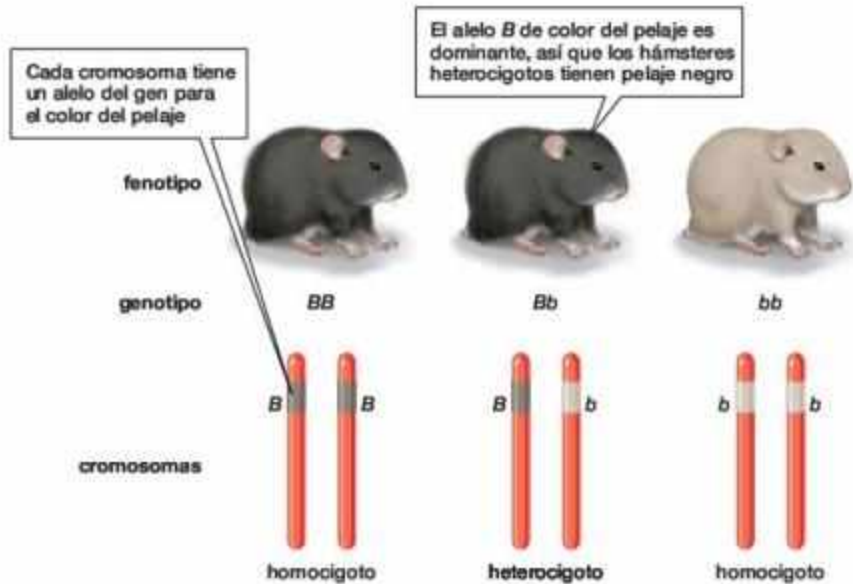 Cada cromosoma tiene
un alelo del gen para
el color del pelaje
El alelo B de color del pelaje es
dominante, así que los hámsteres
heterocigotos tienen pelaje negro
fenotipo
genotipo BB Bb bb
B B B b b b
cromosomas
homocigoto heterocigoto homocigoto